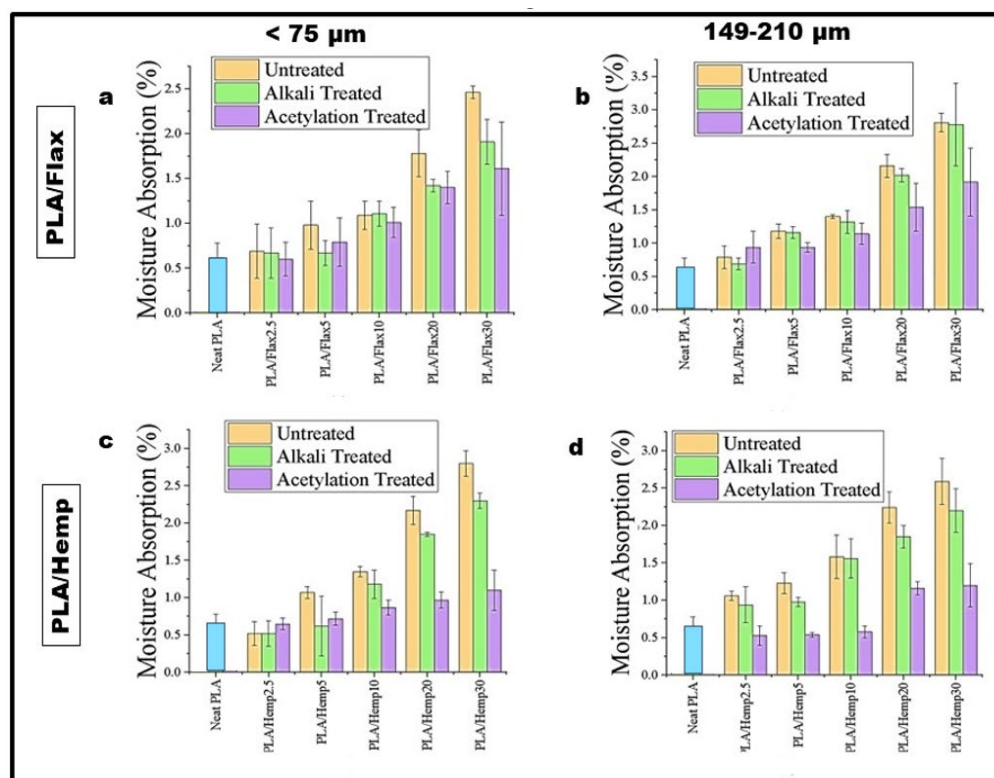 < 75 µm
149-210 µm
PLA/Flax
a
Moisture Absorption (%)
Untreated
Alkali Treated
Acetylation Treated
2.5
2.0
1.5
1.0
0.5
0.0
Neat PLA
PLA/Flax2.5
PLA/Flax5
PLA/Flax10
PLA/Flax20
PLA/Flax30
b
Moisture Absorption (%)
Untreated
Alkali Treated
Acetylation Treated
3.5
3.0
2.5
2.0
1.5
1.0
0.5
0.0
Neat PLA
PLA/Flax2.5
PLA/Flax5
PLA/Flax10
PLA/Flax20
PLA/Flax30
PLA/Hemp
c
Moisture Absorption (%)
Untreated
Alkali Treated
Acetylation Treated
3.0
2.5
2.0
1.5
1.0
0.5
0.0
Neat PLA
PLA/Hemp2.5
PLA/Hemp5
PLA/Hemp10
PLA/Hemp20
PLA/Hemp30
d
Moisture Absorption (%)
Untreated
Alkali Treated
Acetylation Treated
3.0
2.5
2.0
1.5
1.0
0.5
0.0
Neat PLA
PLA/Hemp2.5
PLA/Hemp5
PLA/Hemp10
PLA/Hemp20
PLA/Hemp30